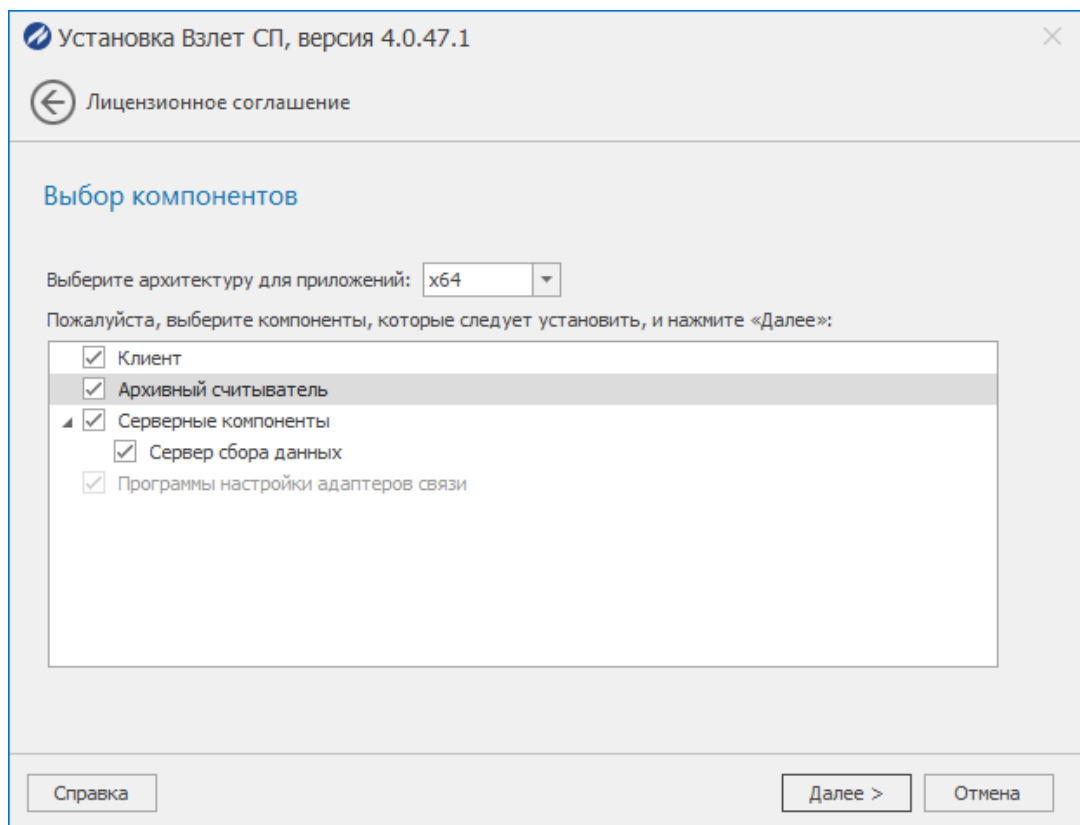 Установка Взлет СП, версия 4.0.47.1
Лицензионное соглашение
Выбор компонентов
Выберите архитектуру для приложений: x64
Пожалуйста, выберите компоненты, которые следует установить, и нажмите «Далее»:
Клиент
Архивный считыватель
Серверные компоненты
Сервер сбора данных
Программы настройки адаптеров связи
Справка Далее > Отмена